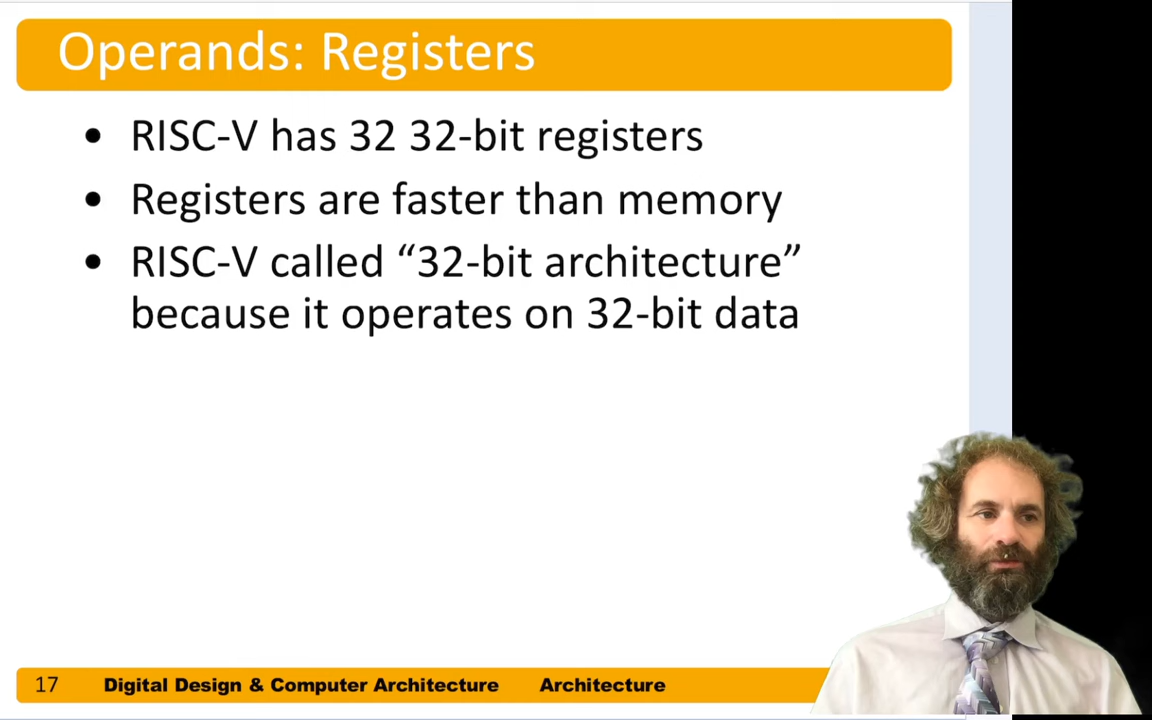 Operands: Registers
• RISC-V has 32 32-bit registers
• Registers are faster than memory
• RISC-V called “32-bit architecture”
because it operates on 32-bit data
17 Digital Design & Computer Architecture Architecture